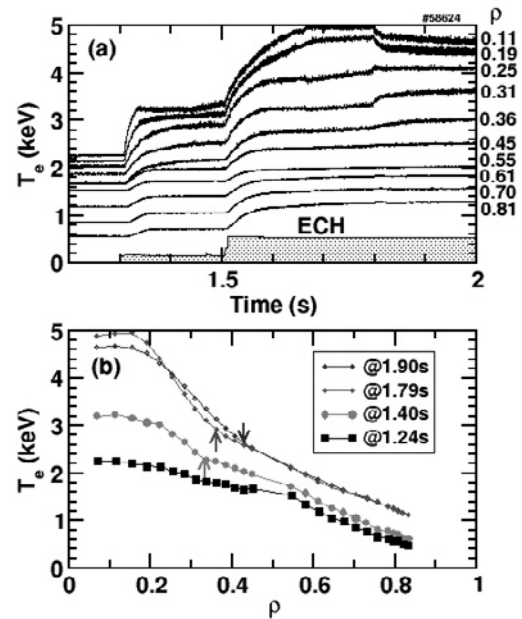 #58624
ρ
(a)
5
4
3
2
1
0
T_e (keV)
0.11
0.19
0.25
0.31
0.36
0.45
0.55
0.61
0.70
0.81
ECH
1.5
2
Time (s)
(b)
5
4
3
2
1
0
T_e (keV)
@1.90s
@1.79s
@1.40s
@1.24s
0 0.2 0.4 0.6 0.8 1
ρ